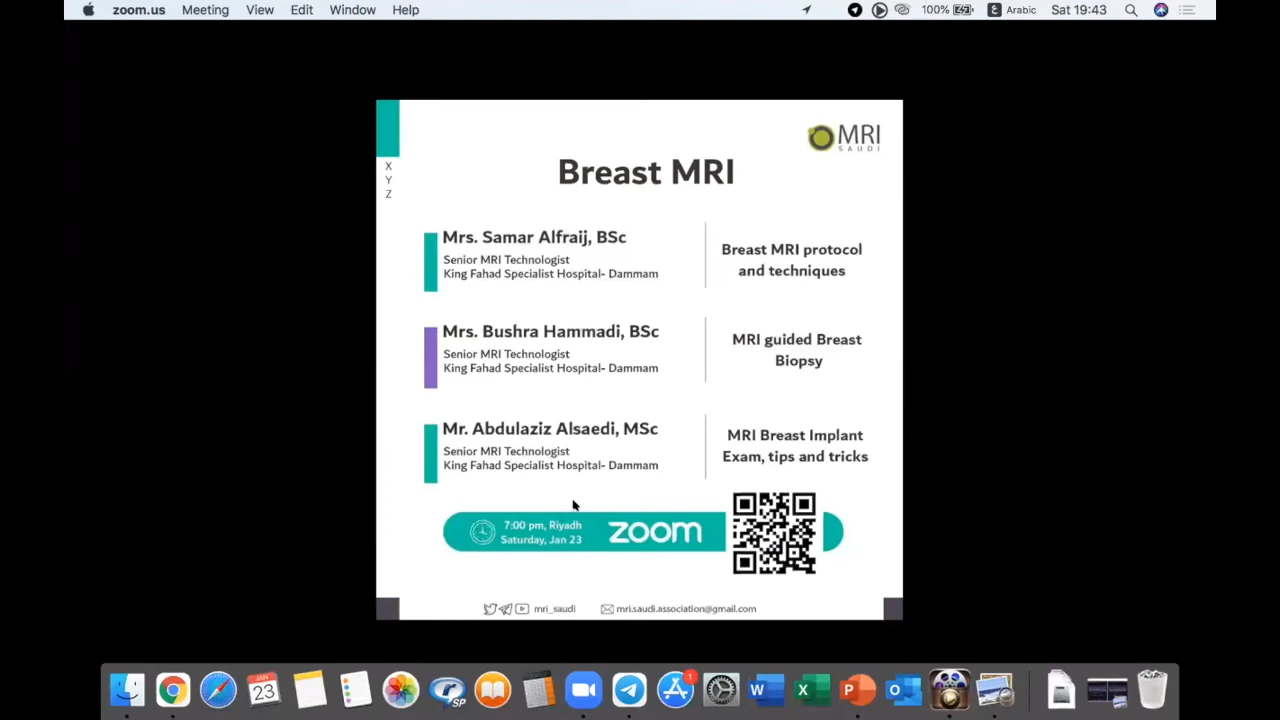 zoom.us Meeting View Edit Window Help 100% ع Arabic Sat 19:43
MRI
SAUDI
X
Y
Z
Breast MRI
Mrs. Samar Alfraij, BSc
Senior MRI Technologist
King Fahad Specialist Hospital- Dammam
Breast MRI protocol
and techniques
Mrs. Bushra Hammadi, BSc
Senior MRI Technologist
King Fahad Specialist Hospital- Dammam
MRI guided Breast
Biopsy
Mr. Abdulaziz Alsaedi, MSc
Senior MRI Technologist
King Fahad Specialist Hospital- Dammam
MRI Breast Implant
Exam, tips and tricks
7:00 pm, Riyadh
Saturday, Jan 23
zoom
mri_saudi mri.saudi.association@gmail.com
JAN
23
SP
1
W
X
P
O